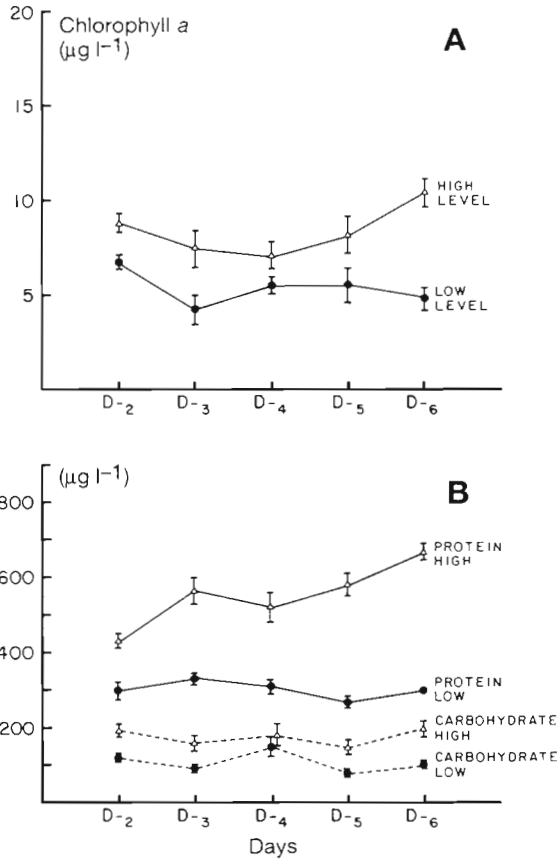 20
Chlorophyll a
(µg l⁻¹)
A
15
10
5
HIGH
LEVEL
LOW
LEVEL
D-₂ D-₃ D-₄ D-₅ D-₆
(µg l⁻¹)
B
800
600
400
200
PROTEIN
HIGH
PROTEIN
LOW
CARBOHYDRATE
HIGH
CARBOHYDRATE
LOW
D-₂ D-₃ D-₄ D-₅ D-₆
Days